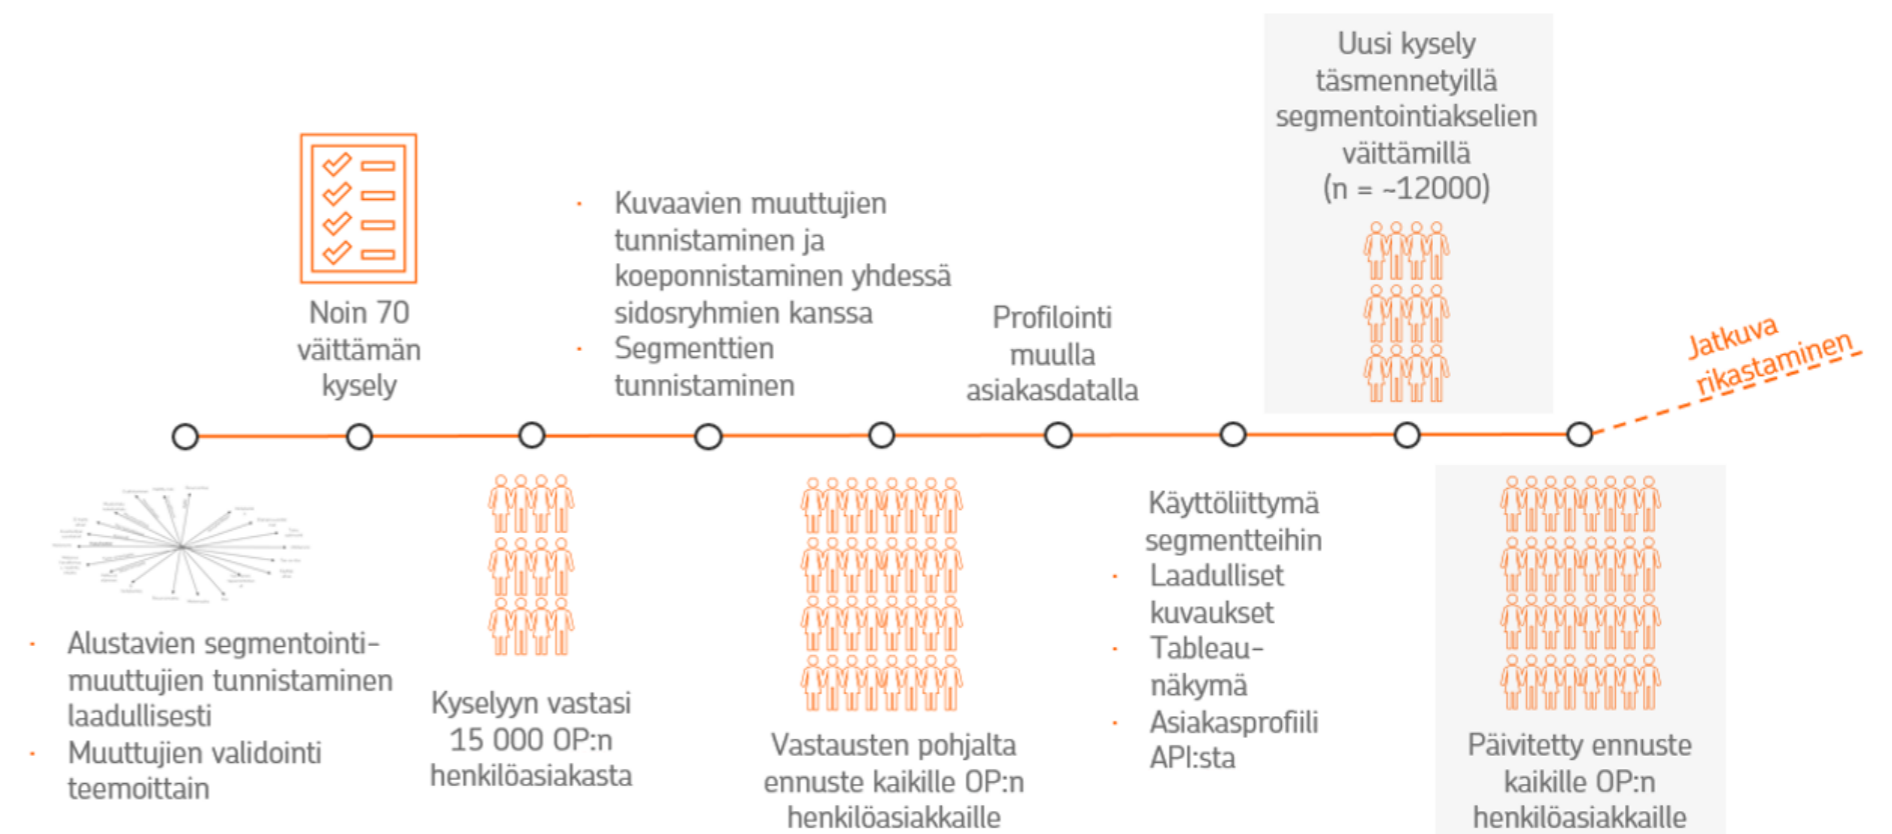 Noin 70
väittämän
kysely
· Kuvaavien muuttujien
tunnistaminen ja
koeponnistaminen yhdessä
sidosryhmien kanssa
· Segmenttien
tunnistaminen
Profilointi
muulla
asiakasdatalla
Uusi kysely
täsmennetyillä
segmentointiakselien
väittämillä
(n = ~12000)
Jatkuva
rikastaminen
· Alustavien segmentointi-
muuttujien tunnistaminen
laadullisesti
· Muuttujien validointi
teemoittain
Kyselyyn vastasi
15 000 OP:n
henkilöasiakasta
Vastausten pohjalta
ennuste kaikille OP:n
henkilöasiakkaille
Käyttöliittymä
segmentteihin
· Laadulliset
kuvaukset
· Tableau-
näkymä
· Asiakasprofiili
API:sta
Päivitetty ennuste
kaikille OP:n
henkilöasiakkaille